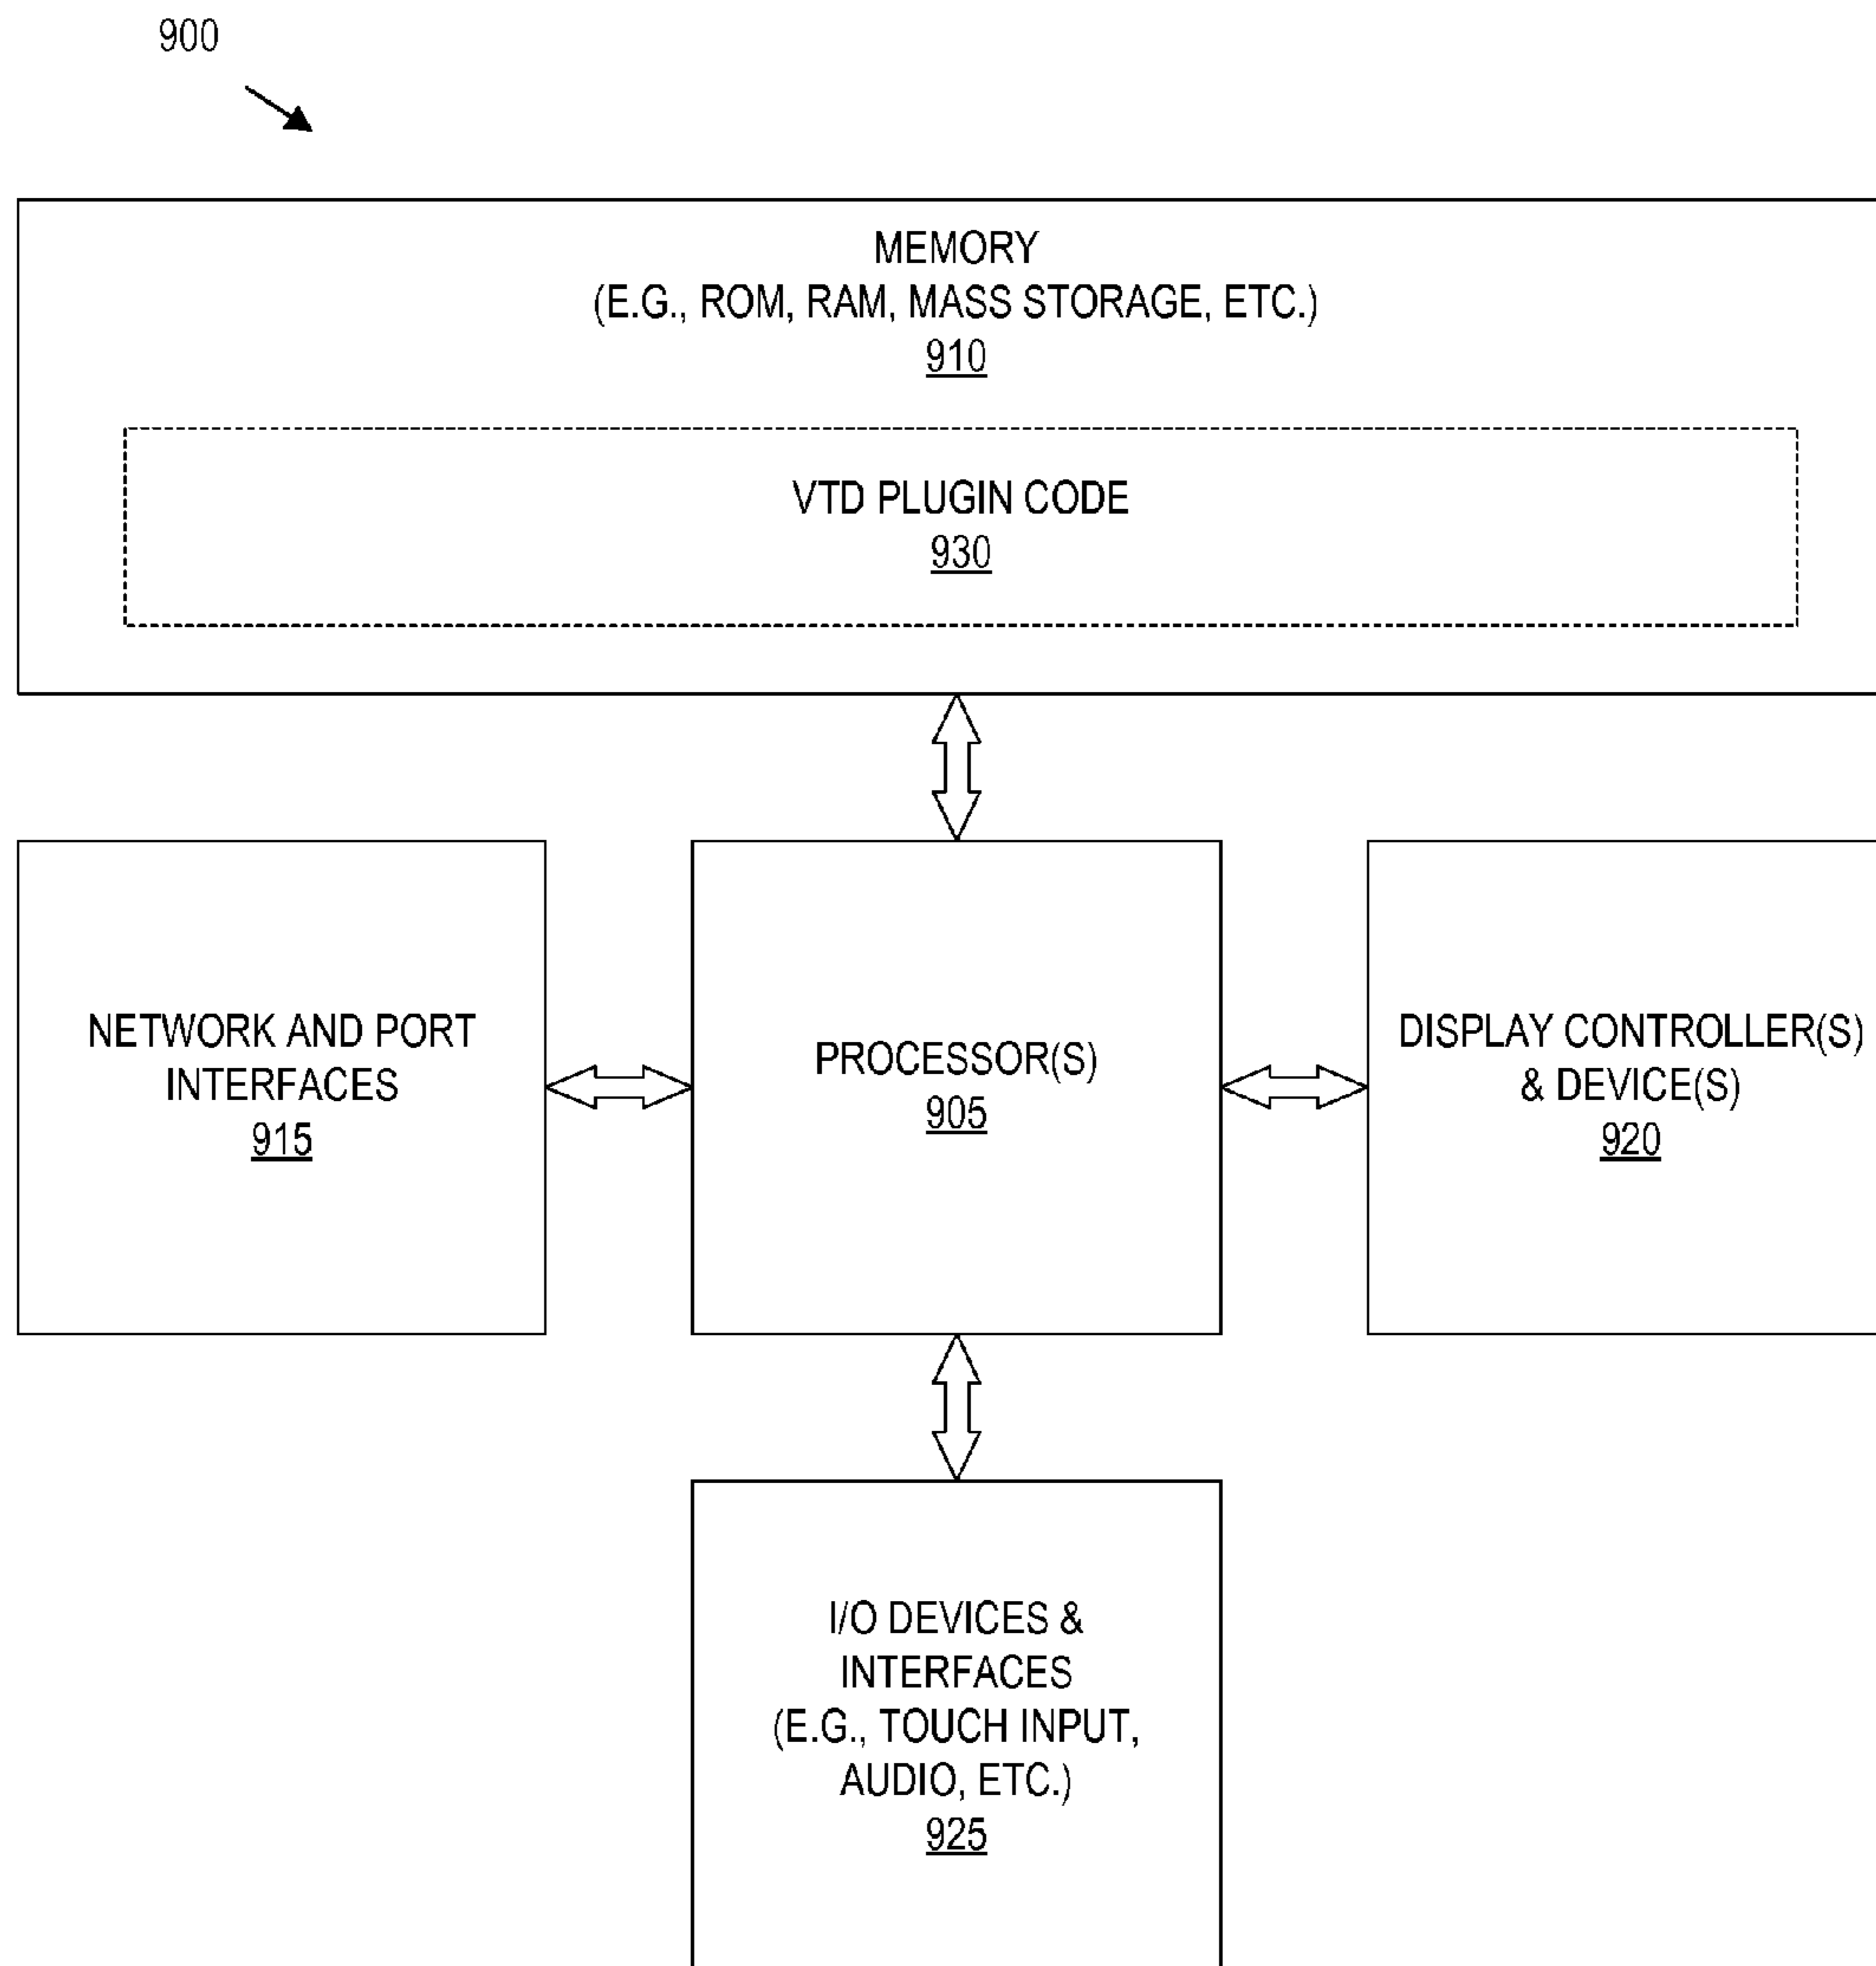 900
MEMORY
(E.G., ROM, RAM, MASS STORAGE, ETC.)
910
VTD PLUGIN CODE
930
NETWORK AND PORT
INTERFACES
915
PROCESSOR(S)
905
DISPLAY CONTROLLER(S)
& DEVICE(S)
920
I/O DEVICES &
INTERFACES
(E.G., TOUCH INPUT,
AUDIO, ETC.)
925